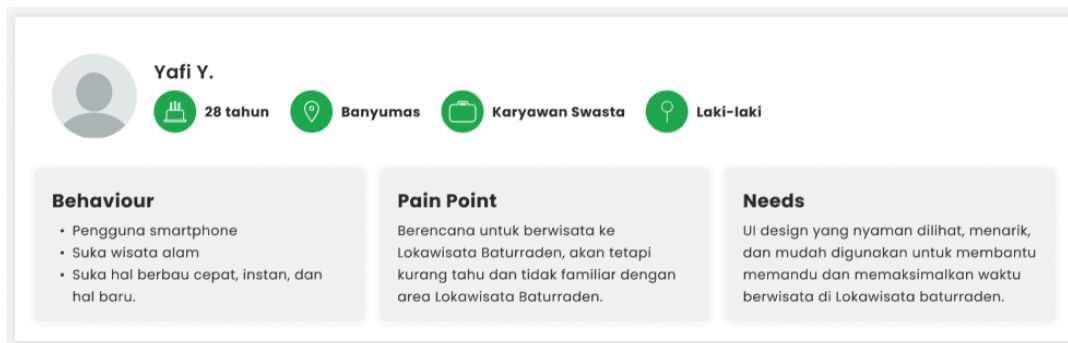 Yafi Y.
28 tahun
Banyumas
Karyawan Swasta
Laki-laki
Behaviour
• Pengguna smartphone
• Suka wisata alam
• Suka hal berbau cepat, instan, dan
hal baru.
Pain Point
Berencana untuk berwisata ke
Lokawisata Baturraden, akan tetapi
kurang tahu dan tidak familiar dengan
area Lokawisata Baturraden.
Needs
UI design yang nyaman dilihat, menarik,
dan mudah digunakan untuk membantu
memandu dan memaksimalkan waktu
berwisata di Lokawisata baturraden.